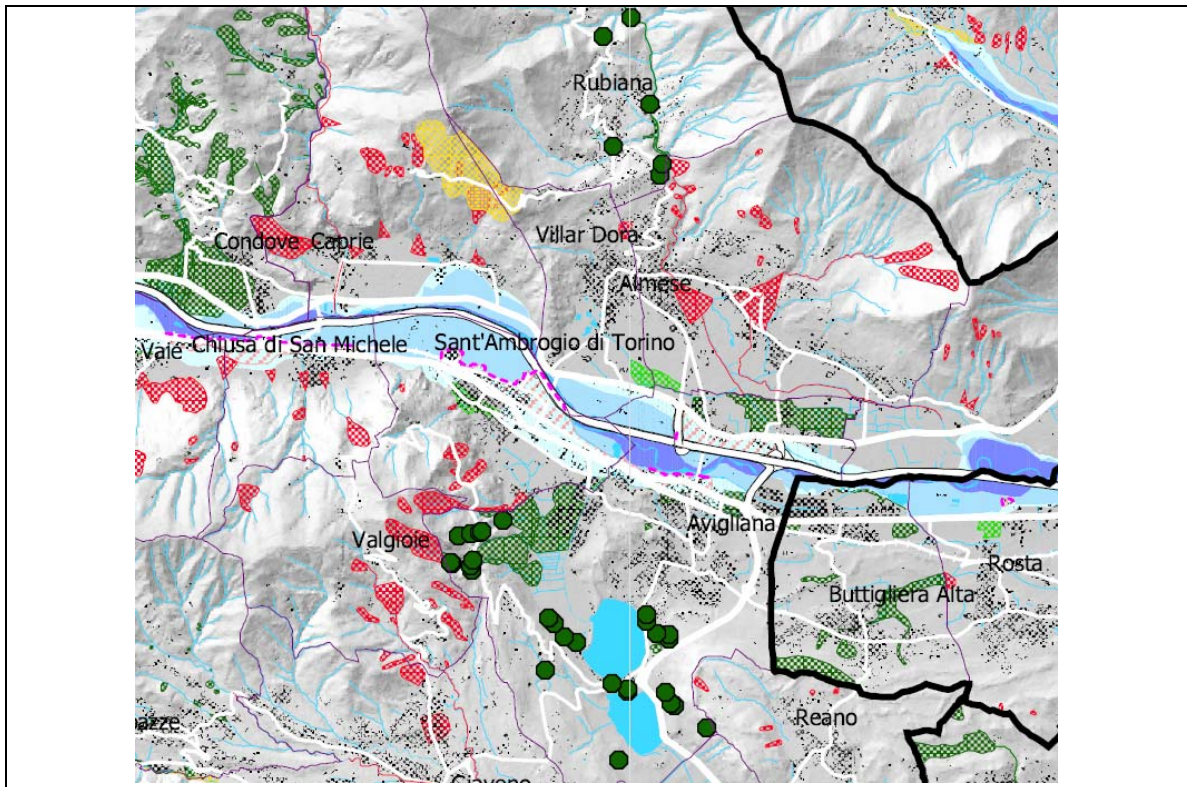 Rubiana
Villar Dora
Condove Caprie
Almese
Vaie Chiusa di San Michele Sant'Ambrogio di Torino
Avigliana
Valgioie
Rosta
Buttigliera Alta
Reano